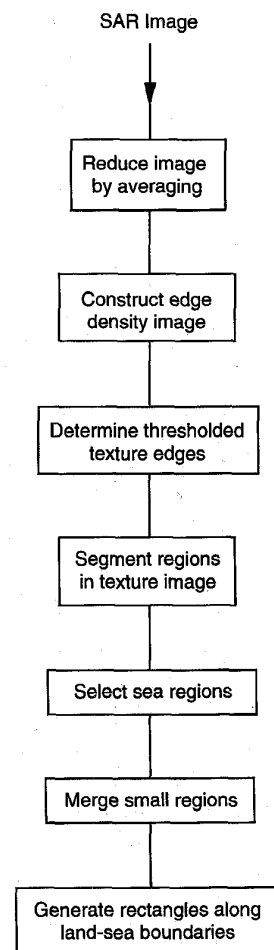 SAR Image
Reduce image
by averaging
Construct edge
density image
Determine thresholded
texture edges
Segment regions
in texture image
Select sea regions
Merge small regions
Generate rectangles along
land-sea boundaries